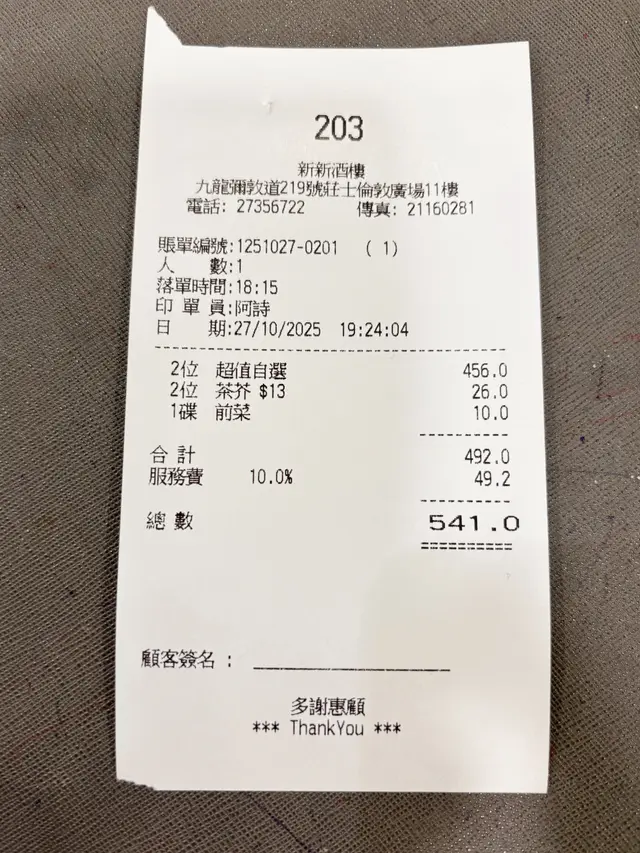 203
新新酒樓
九龍彌敦道219號莊士倫敦廣場11樓
電話: 27356722 傳真: 21160281
賬單編號:1251027-0201 ( 1)
人 數:1
落單時間:18:15
印 單 員:阿詩
日 期:27/10/2025 19:24:04
2位 超值自選 456.0
2位 茶芥 $13 26.0
1碟 前菜 10.0
合 計 492.0
服務費 10.0% 49.2
總 數 541.0
顧客簽名 :
多謝惠顧
*** ThankYou ***